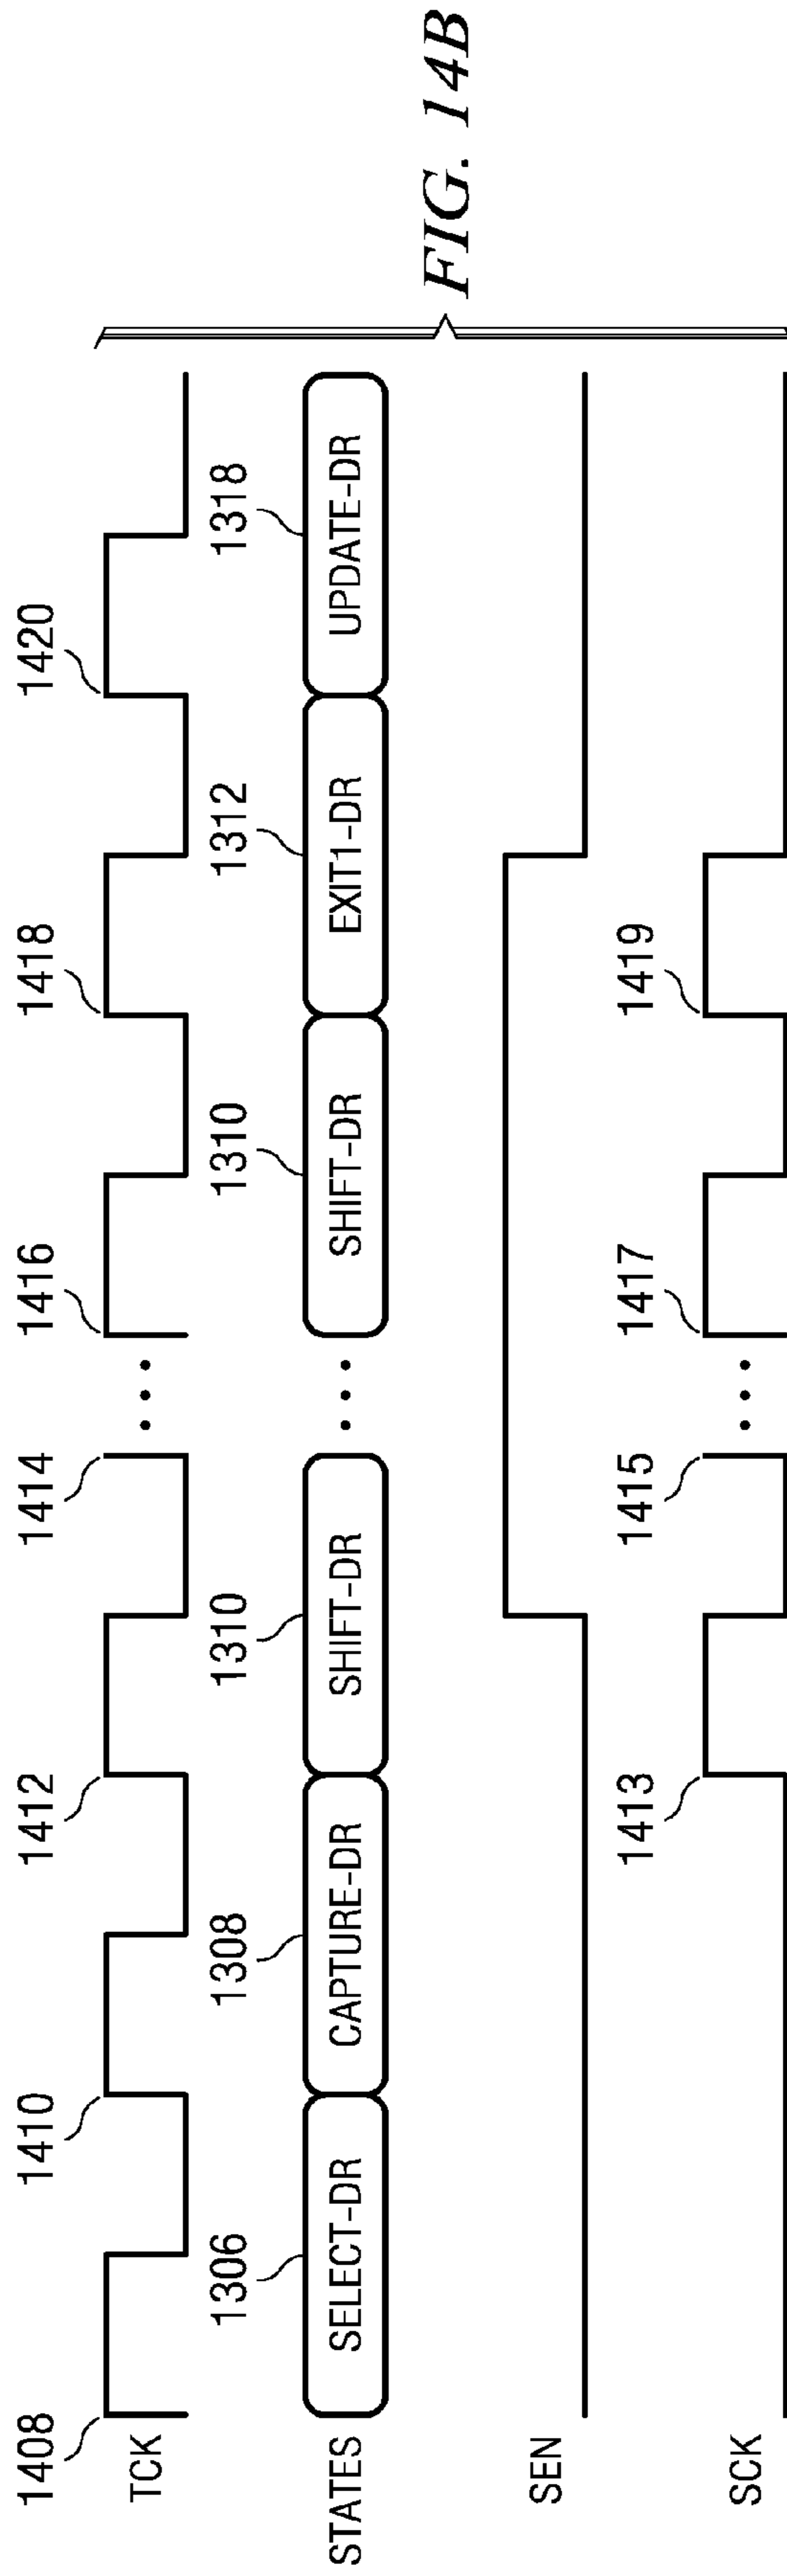 1408 1410 1412 1414 1416 1418 1420
TCK
1306 1308 1310 1310 1312 1318
STATES SELECT-DR CAPTURE-DR SHIFT-DR SHIFT-DR EXIT1-DR UPDATE-DR
SEN
1413 1415 1417 1419
SCK
FIG. 14B